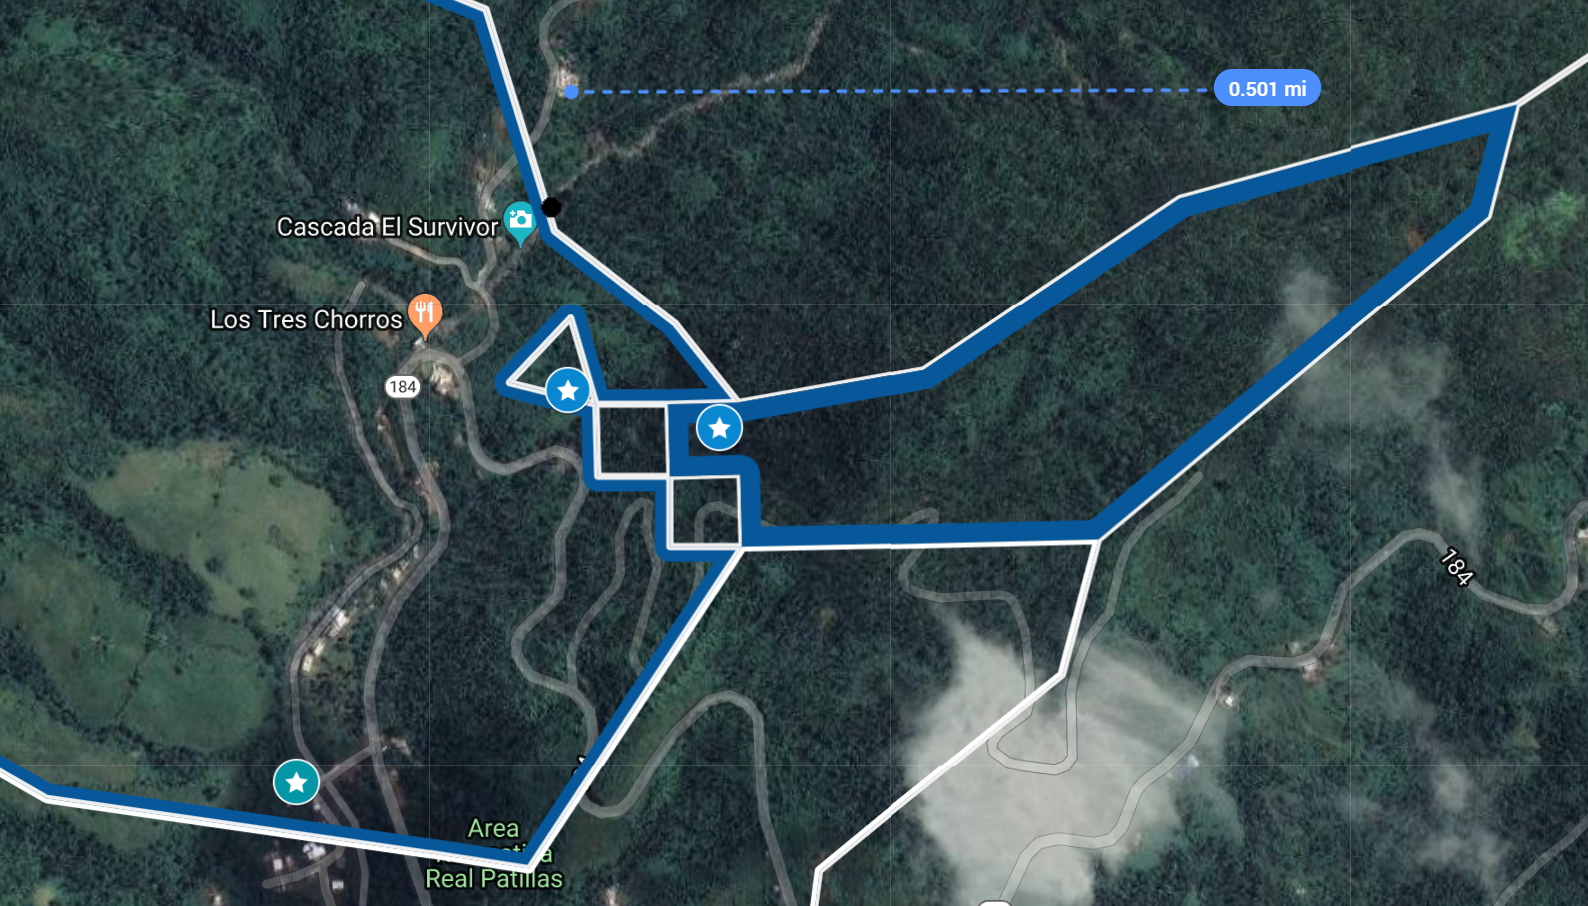 0.501 mi
Cascada El Survivor
Los Tres Chorros
184
184
Area
Real Patillas